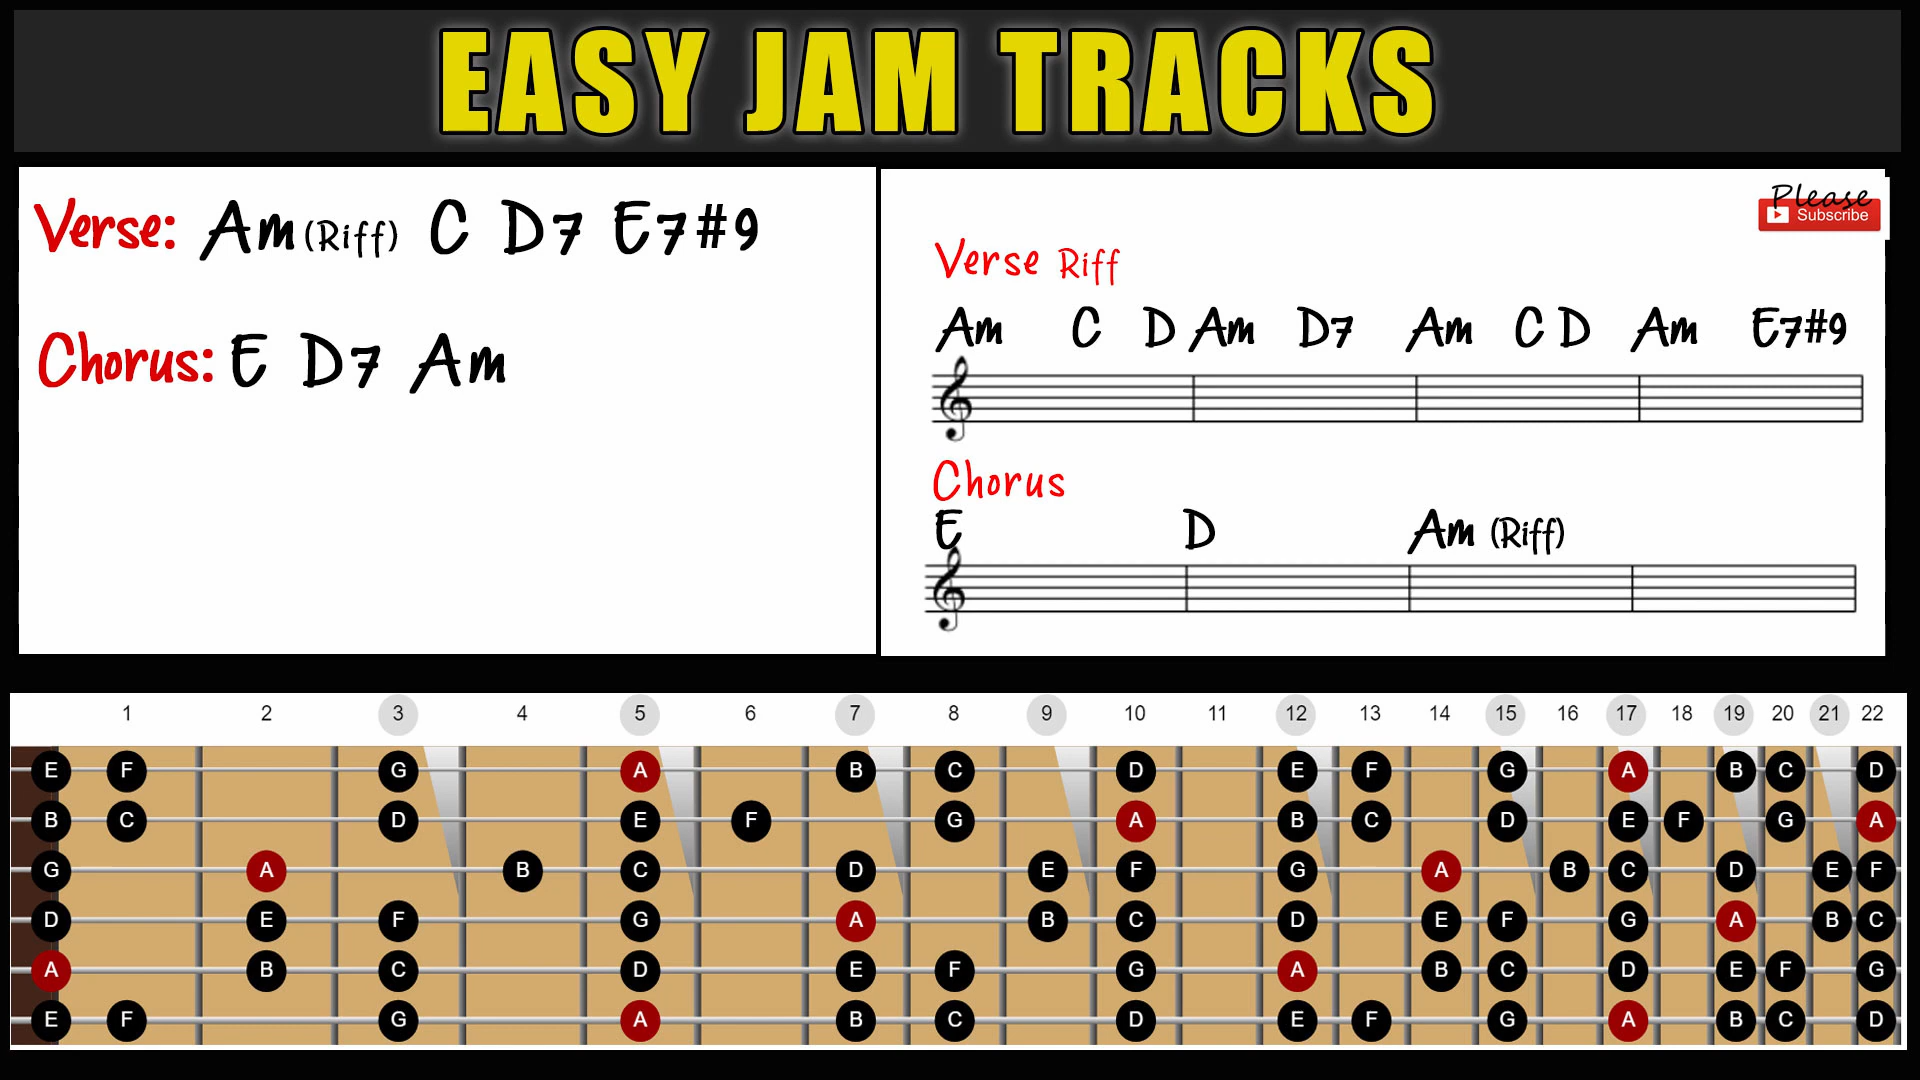 EASY JAM TRACKS
Verse: Am (Riff) C D7 E7#9
Chorus: E D7 Am
Please
Subscribe
Verse Riff
Am C D Am D7 Am C D Am E7#9
Chorus
E D Am (Riff)
1 2 3 4 5 6 7 8 9 10 11 12 13 14 15 16 17 18 19 20 21 22
E F G A B C D E F G A B C D
B C D E F G A B C D E F G A
G A B C D E F G A B C D E F
D E F G A B C D E F G A B C
A B C D E F G A B C D E F G
E F G A B C D E F G A B C D